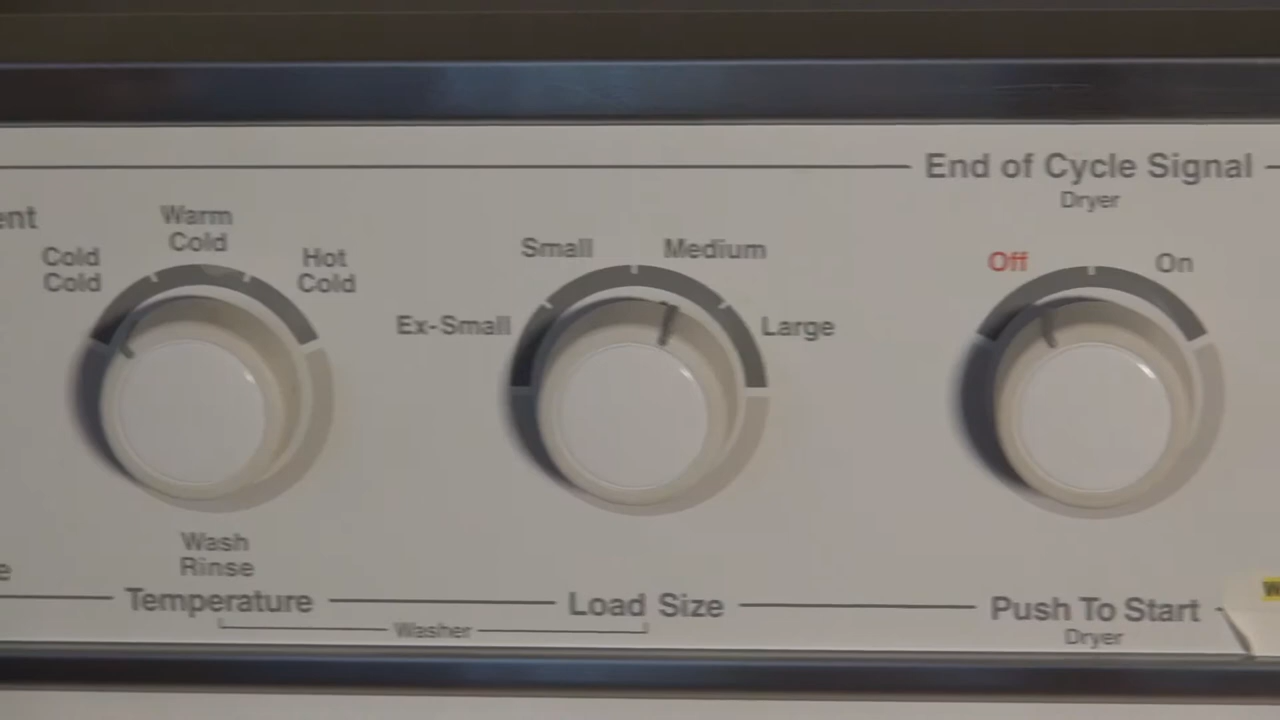 End of Cycle Signal
Dryer
ent
Cold
Cold
Warm
Cold
Hot
Cold
Wash
Rinse
Temperature
Ex-Small
Small
Medium
Large
Load Size
Washer
Off
On
Push To Start
Dryer
e